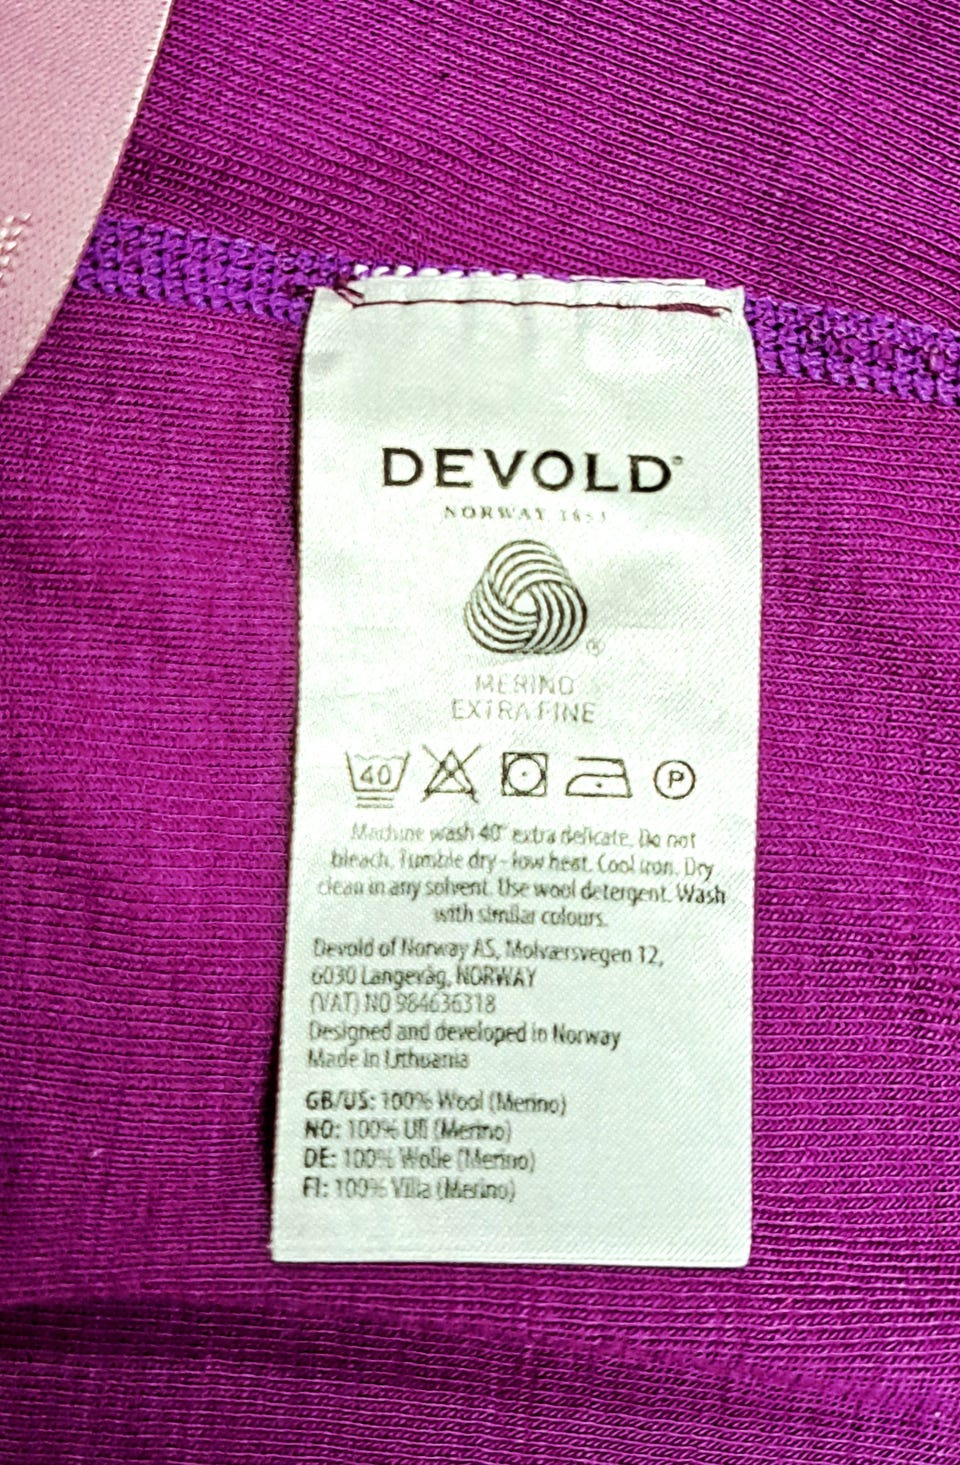 DEVOLD®
NORWAY 1853
®
MERINO
EXTRA FINE
40
P
Machine wash 40° extra delicate. Do not
bleach. Tumble dry - low heat. Cool iron. Dry
clean in any solvent. Use wool detergent. Wash
with similar colours.
Devold of Norway AS, Molværsvegen 12,
6030 Langevåg, NORWAY
(VAT) NO 984636318
Designed and developed in Norway
Made in Lithuania
GB/US: 100% Wool (Merino)
NO: 100% Ull (Merino)
DE: 100% Wolle (Merino)
FI: 100% Villa (Merino)